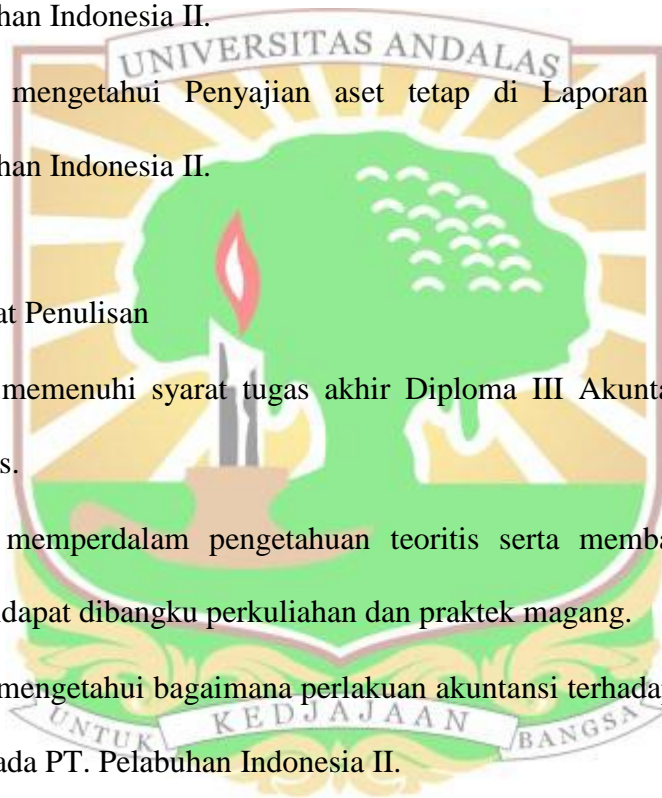 han Indonesia II.
UNIVERSITAS ANDALAS
mengetahui Penyajian aset tetap di Laporan
han Indonesia II.
at Penulisan
memenuhi syarat tugas akhir Diploma III Akunta
s.
memperdalam pengetahuan teoritis serta memba
dapat dibangku perkuliahan dan praktek magang.
mengetahui bagaimana perlakuan akuntansi terhadap
UNTUK KEDJAJAAN BANGSA
ada PT. Pelabuhan Indonesia II.